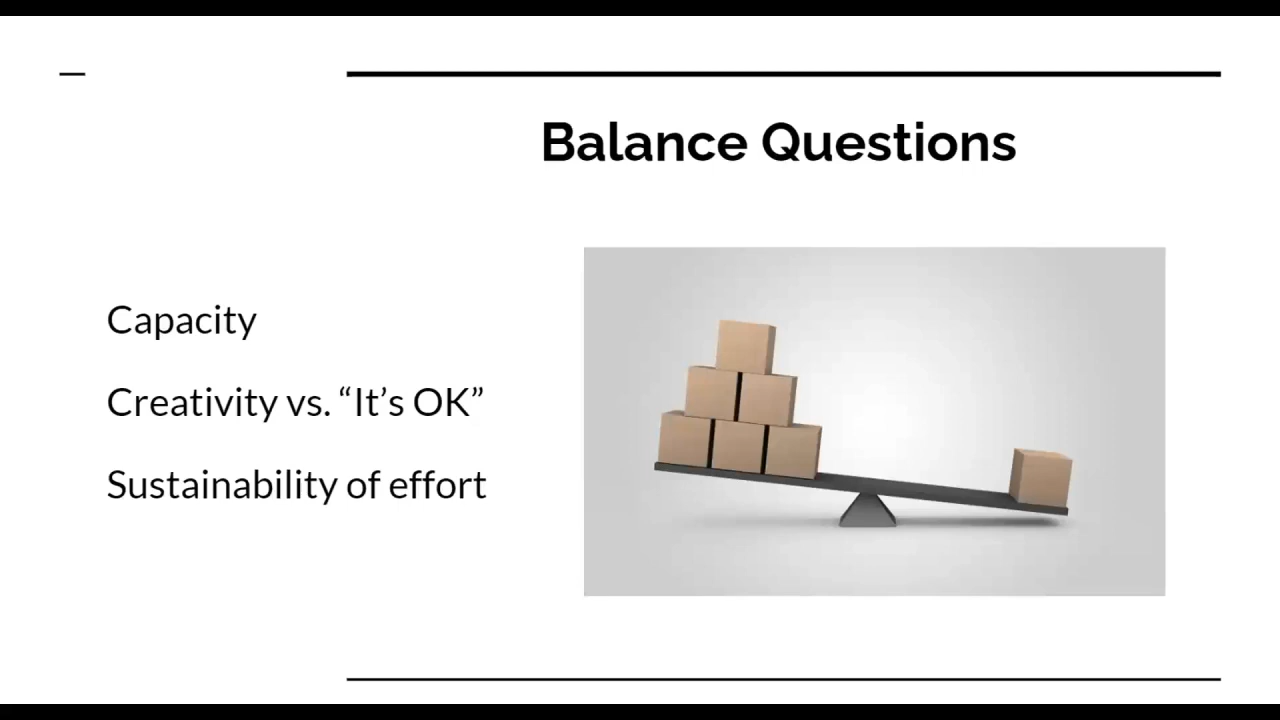 Balance Questions
Capacity
Creativity vs. “It’s OK”
Sustainability of effort